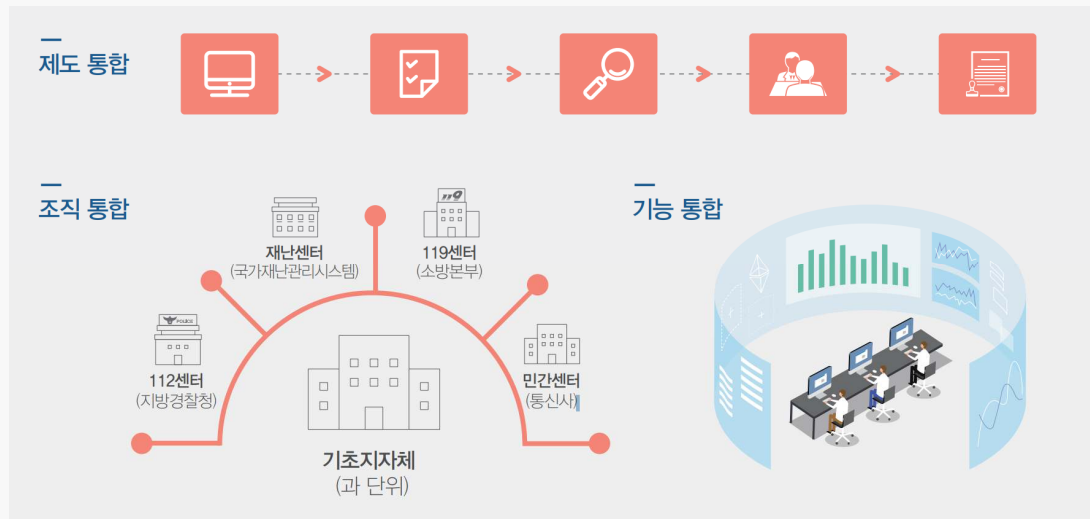 제도 통합
조직 통합
재난센터
(국가재난관리시스템)
119
119센터
(소방본부)
기능 통합
POLICE
112센터
(지방경찰청)
민간센터
(통신사)
기초지자체
(과 단위)